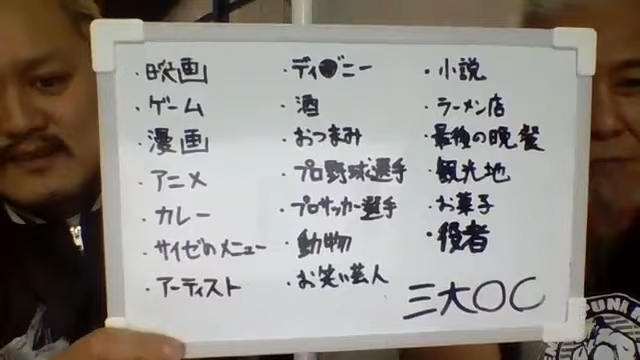 ・映画
・ゲーム
・漫画
・アニメ
・カレー
・サイゼのメニュー
・アーティスト
・ディ●ニー
・酒
・おつまみ
・プロ野球選手
・プロサッカー選手
・動物
・お笑い芸人
・小説
・ラーメン店
・最後の晩餐
・観光地
・お菓子
・役者
三大〇C